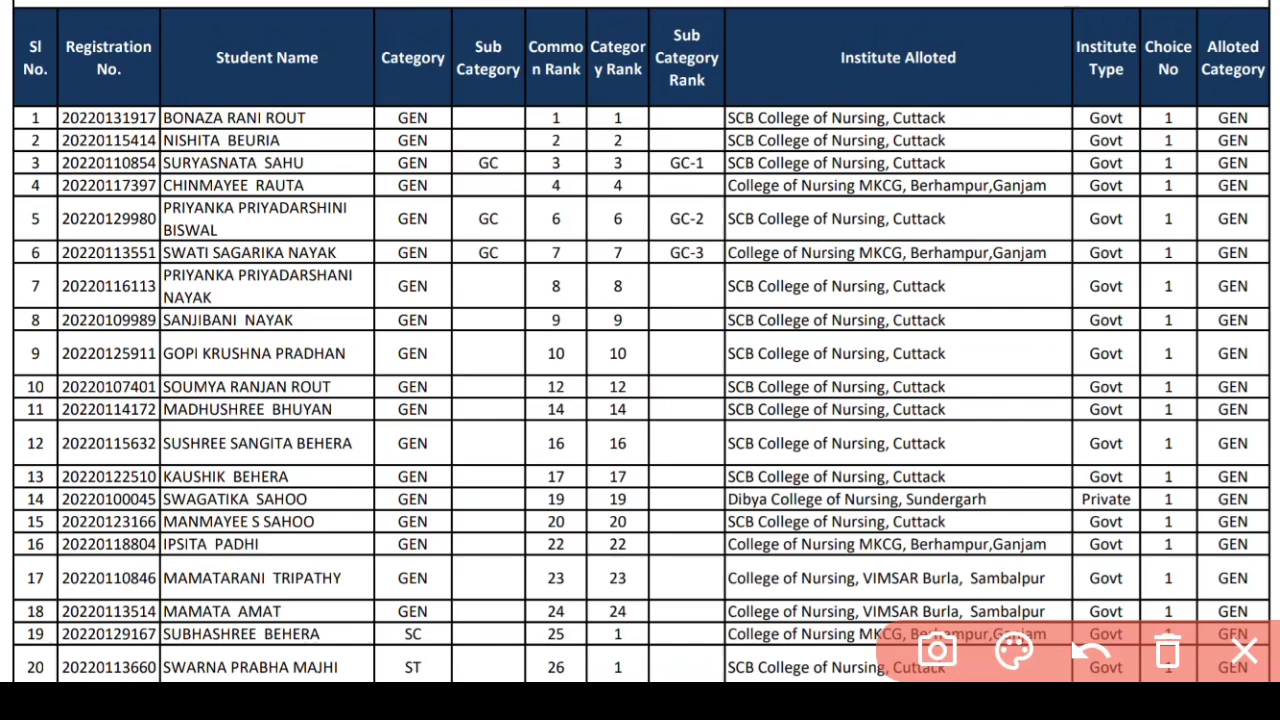 Sl No. Registration No. Student Name Category Sub Category Commo n Rank Categor y Rank Sub Category Rank Institute Alloted Institute Type Choice No Alloted Category
1 20220131917 BONAZA RANI ROUT GEN 1 1 SCB College of Nursing, Cuttack Govt 1 GEN
2 20220115414 NISHITA BEURIA GEN 2 2 SCB College of Nursing, Cuttack Govt 1 GEN
3 20220110854 SURYASNATA SAHU GEN GC 3 3 GC-1 SCB College of Nursing, Cuttack Govt 1 GEN
4 20220117397 CHINMAYEE RAUTA GEN 4 4 College of Nursing MKCG, Berhampur,Ganjam Govt 1 GEN
5 20220129980 PRIYANKA PRIYADARSHINI BISWAL GEN GC 6 6 GC-2 SCB College of Nursing, Cuttack Govt 1 GEN
6 20220113551 SWATI SAGARIKA NAYAK GEN GC 7 7 GC-3 College of Nursing MKCG, Berhampur,Ganjam Govt 1 GEN
7 20220116113 PRIYANKA PRIYADARSHANI NAYAK GEN 8 8 SCB College of Nursing, Cuttack Govt 1 GEN
8 20220109989 SANJIBANI NAYAK GEN 9 9 SCB College of Nursing, Cuttack Govt 1 GEN
9 20220125911 GOPI KRUSHNA PRADHAN GEN 10 10 SCB College of Nursing, Cuttack Govt 1 GEN
10 20220107401 SOUMYA RANJAN ROUT GEN 12 12 SCB College of Nursing, Cuttack Govt 1 GEN
11 20220114172 MADHUSHREE BHUYAN GEN 14 14 SCB College of Nursing, Cuttack Govt 1 GEN
12 20220115632 SUSHREE SANGITA BEHERA GEN 16 16 SCB College of Nursing, Cuttack Govt 1 GEN
13 20220122510 KAUSHIK BEHERA GEN 17 17 SCB College of Nursing, Cuttack Govt 1 GEN
14 20220100045 SWAGATIKA SAHOO GEN 19 19 Dibya College of Nursing, Sundergarh Private 1 GEN
15 20220123166 MANMAYEE S SAHOO GEN 20 20 SCB College of Nursing, Cuttack Govt 1 GEN
16 20220118804 IPSITA PADHI GEN 22 22 College of Nursing MKCG, Berhampur,Ganjam Govt 1 GEN
17 20220110846 MAMATARANI TRIPATHY GEN 23 23 College of Nursing, VIMSAR Burla, Sambalpur Govt 1 GEN
18 20220113514 MAMATA AMAT GEN 24 24 College of Nursing, VIMSAR Burla, Sambalpur Govt 1 GEN
19 20220129167 SUBHASHREE BEHERA SC 25 1 College of Nursing MKCG, Berhampur,Ganjam Govt 1 GEN
20 20220113660 SWARNA PRABHA MAJHI ST 26 1 SCB College of Nursing, Cuttack Govt 1 GEN